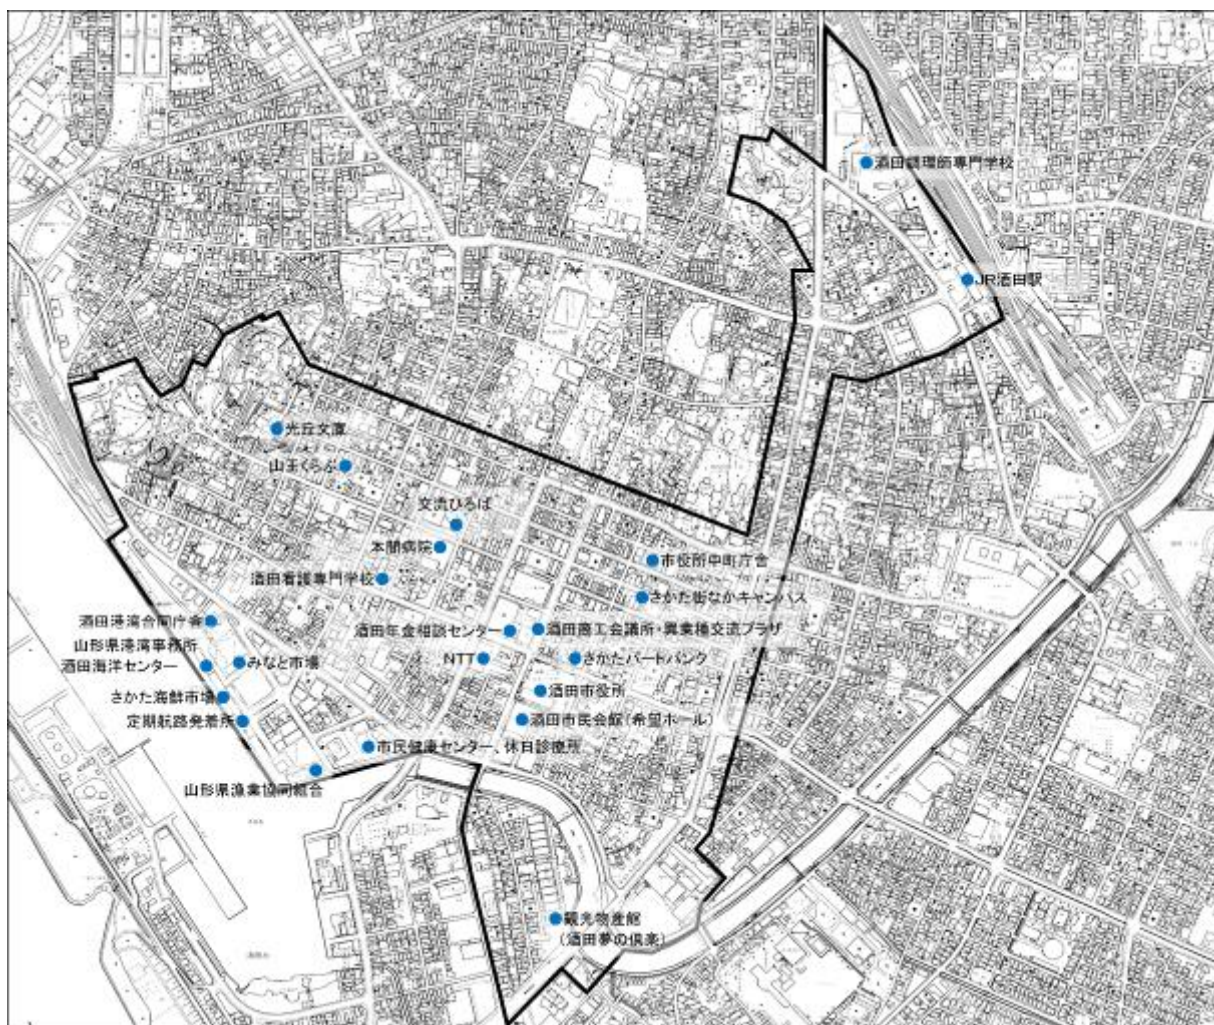 酒田調理師専門学校
JR酒田駅
光丘文庫
山王くらぶ
交流ひろば
本間病院
市役所中町庁舎
酒田看護専門学校
さかた街なかキャンパス
酒田港湾合同庁舎
酒田年金相談センター
酒田商工会議所・異業種交流プラザ
山形県港湾事務所
酒田海洋センター
みなと市場
NTT
さかたパートバンク
さかた海鮮市場
酒田市役所
定期航路発着所
酒田市民会館(希望ホール)
市民健康センター、休日診療所
山形県漁業協同組合
観光物産館
(酒田夢の倶楽)